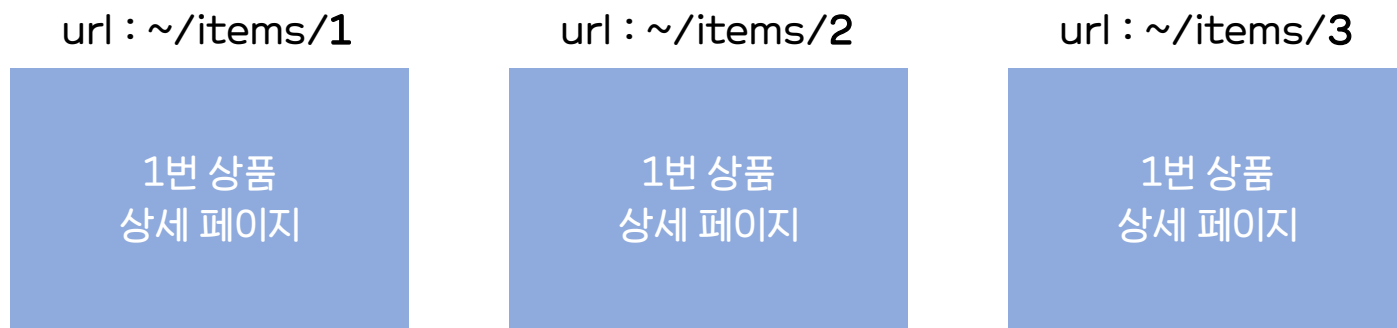 url : ~/items/1
1번 상품
상세 페이지
url : ~/items/2
1번 상품
상세 페이지
url : ~/items/3
1번 상품
상세 페이지